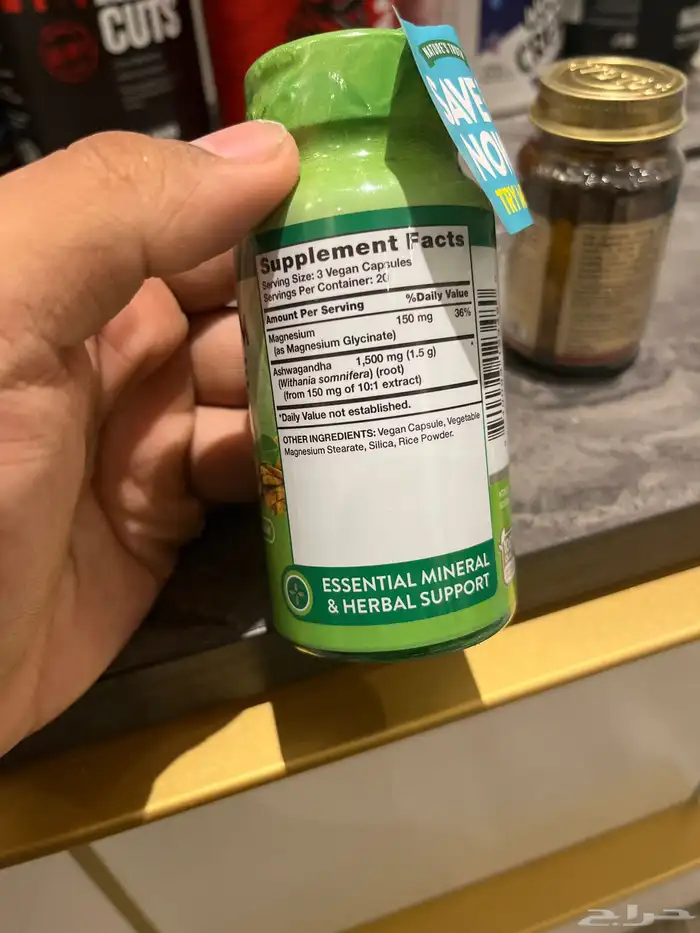 CUTS
NATURE'S TRUTH
SAVE
NOW
TRY
Supplement Facts
Serving Size: 3 Vegan Capsules
Servings Per Container: 20
Amount Per Serving %Daily Value
Magnesium 150 mg 36%
(as Magnesium Glycinate)
Ashwagandha 1,500 mg (1.5 g) *
(Withania somnifera) (root)
(from 150 mg of 10:1 extract)
*Daily Value not established.
OTHER INGREDIENTS: Vegan Capsule, Vegetable
Magnesium Stearate, Silica, Rice Powder.
ESSENTIAL MINERAL
& HERBAL SUPPORT
حراج